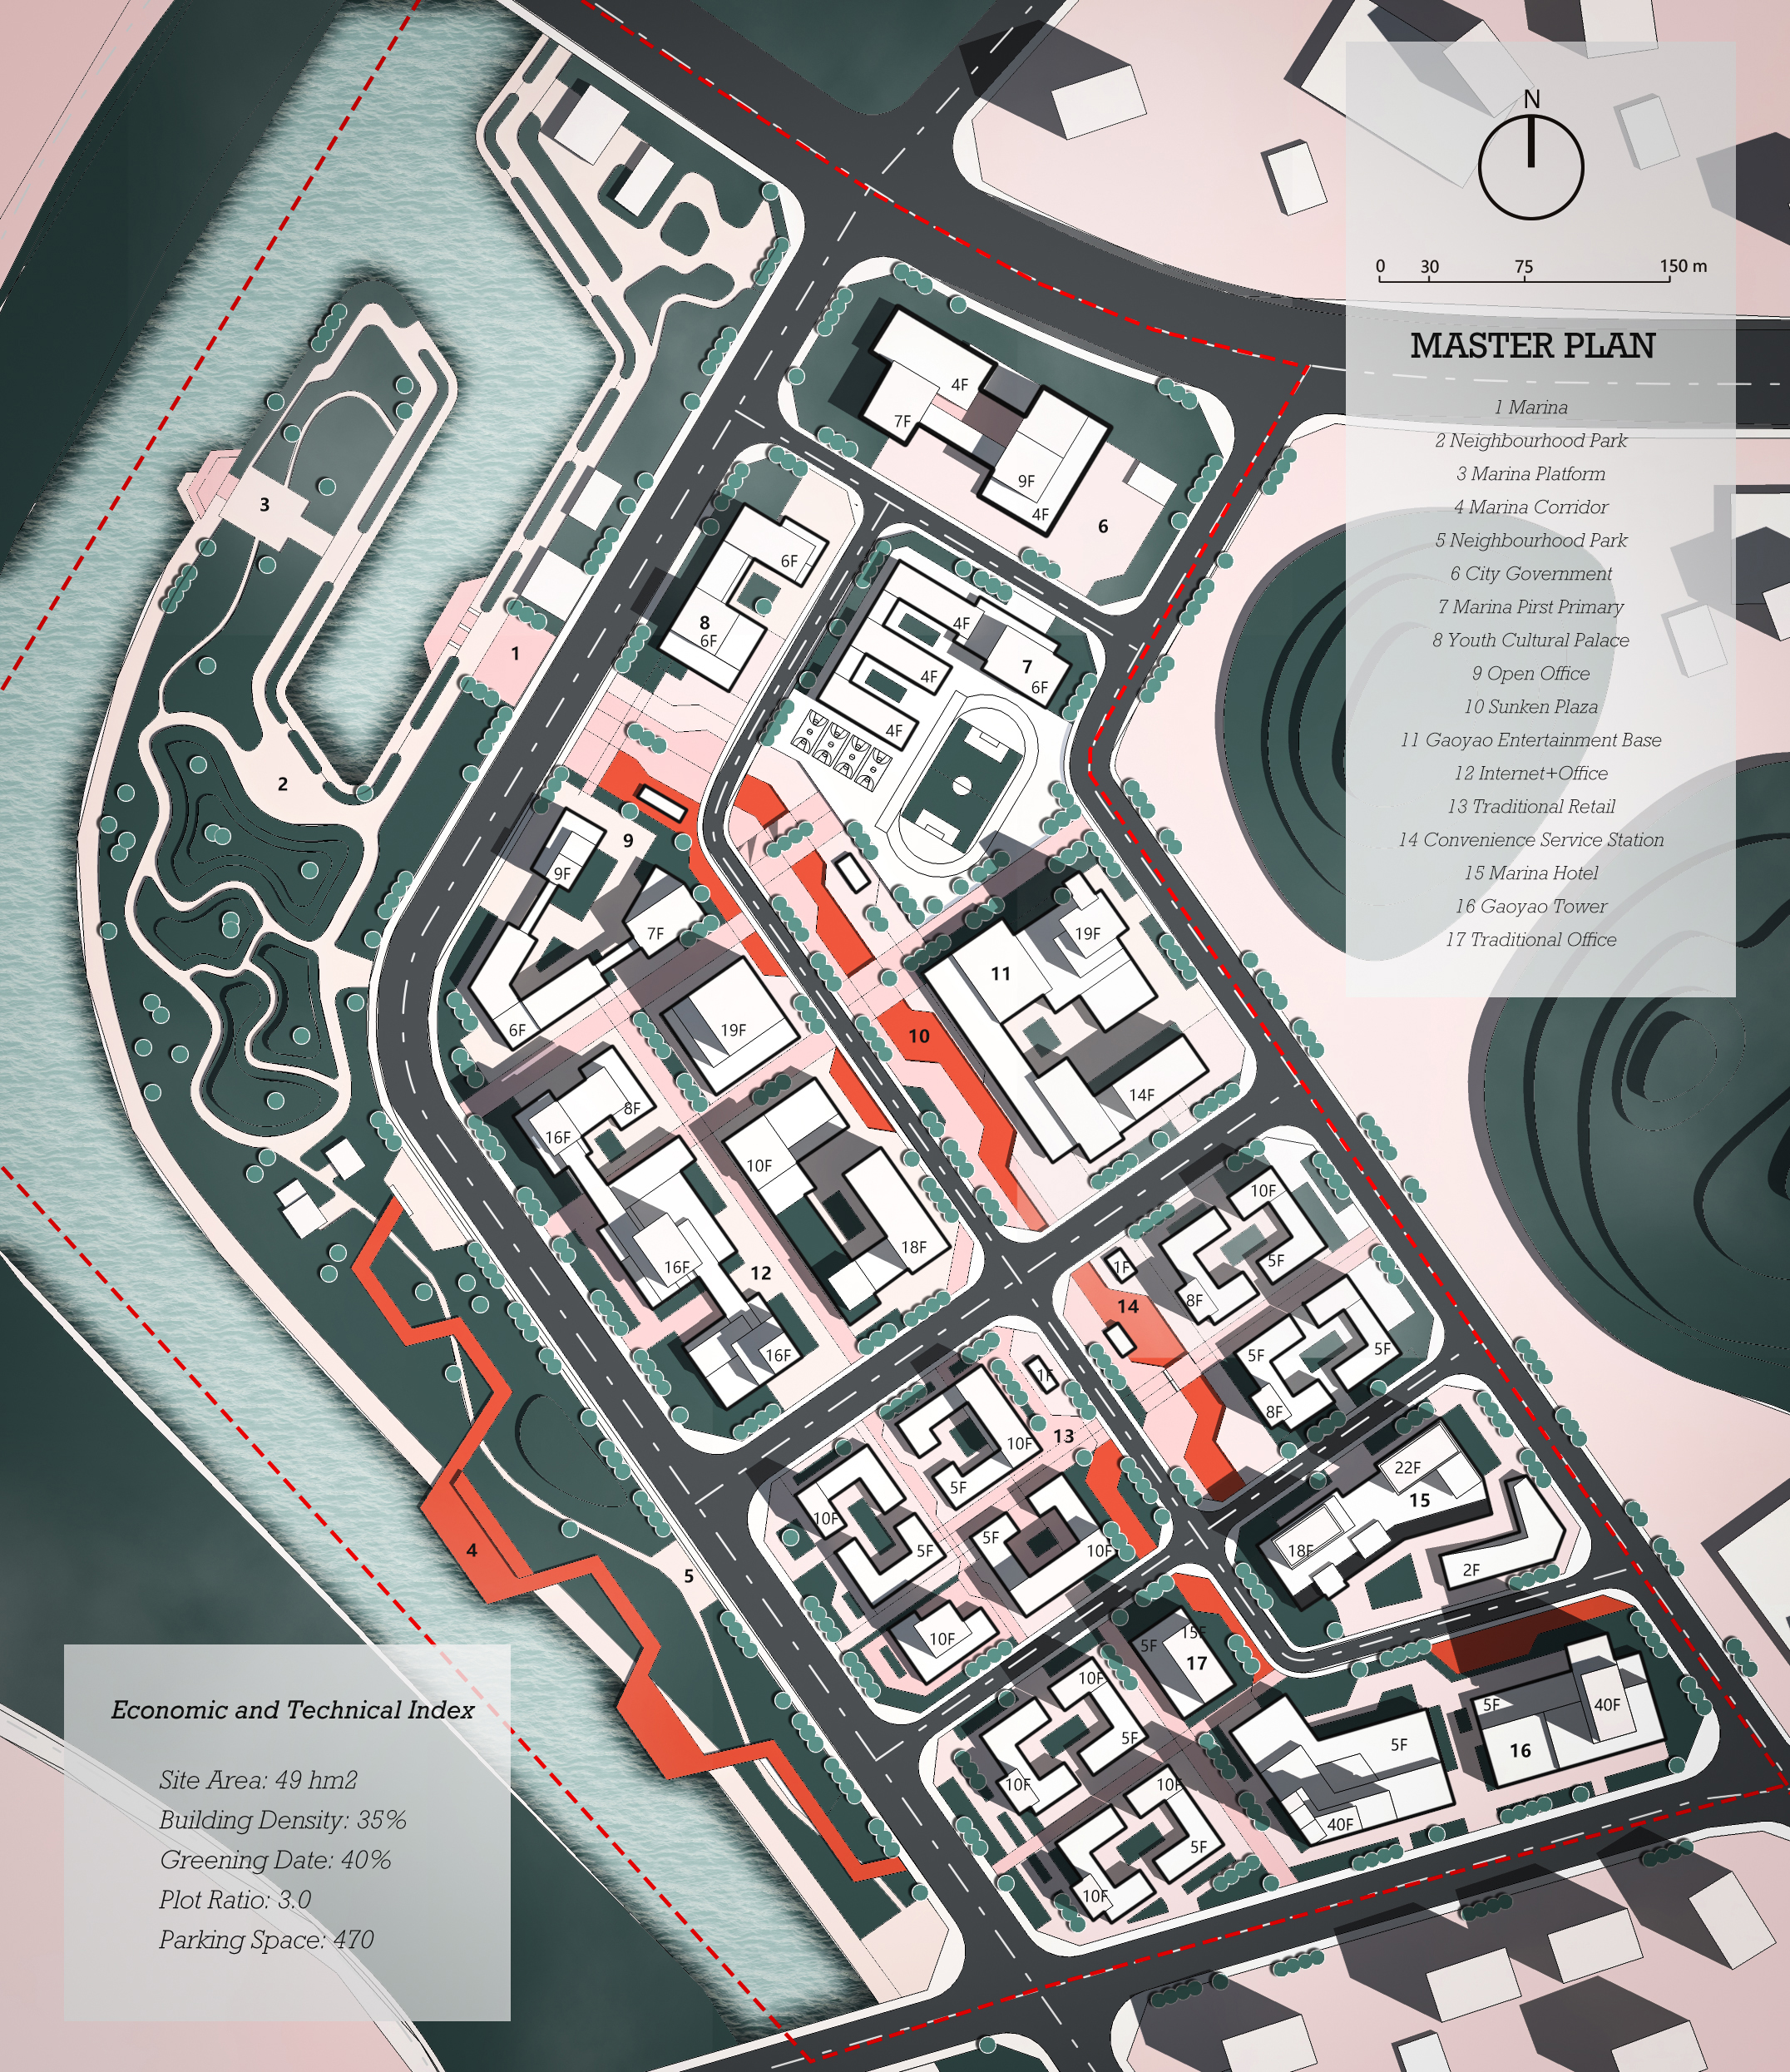 N
0 30 75 150 m
MASTER PLAN
1 Marina
2 Neighbourhood Park
3 Marina Platform
4 Marina Corridor
5 Neighbourhood Park
6 City Government
7 Marina Pirst Primary
8 Youth Cultural Palace
9 Open Office
10 Sunken Plaza
11 Gaoyao Entertainment Base
12 Internet+Office
13 Traditional Retail
14 Convenience Service Station
15 Marina Hotel
16 Gaoyao Tower
17 Traditional Office
4F
7F
9F
4F
6
3
6F
8
6F
4F
7
4F
6F
4F
1
2
9
9F
7F
19F
11
6F
19F
10
14F
8F
16F
10F
18F
16F
12
16F
10F
5F
1F
8F
14
5F
5F
8F
1F
13
10F
5F
10F
5F
5F
10F
10F
22F
15
18F
2F
4
5
5F
15F
17
10F
5F
10F
10F
5F
10F
5F
40F
5F
40F
16
Economic and Technical Index
Site Area: 49 hm2
Building Density: 35%
Greening Date: 40%
Plot Ratio: 3.0
Parking Space: 470